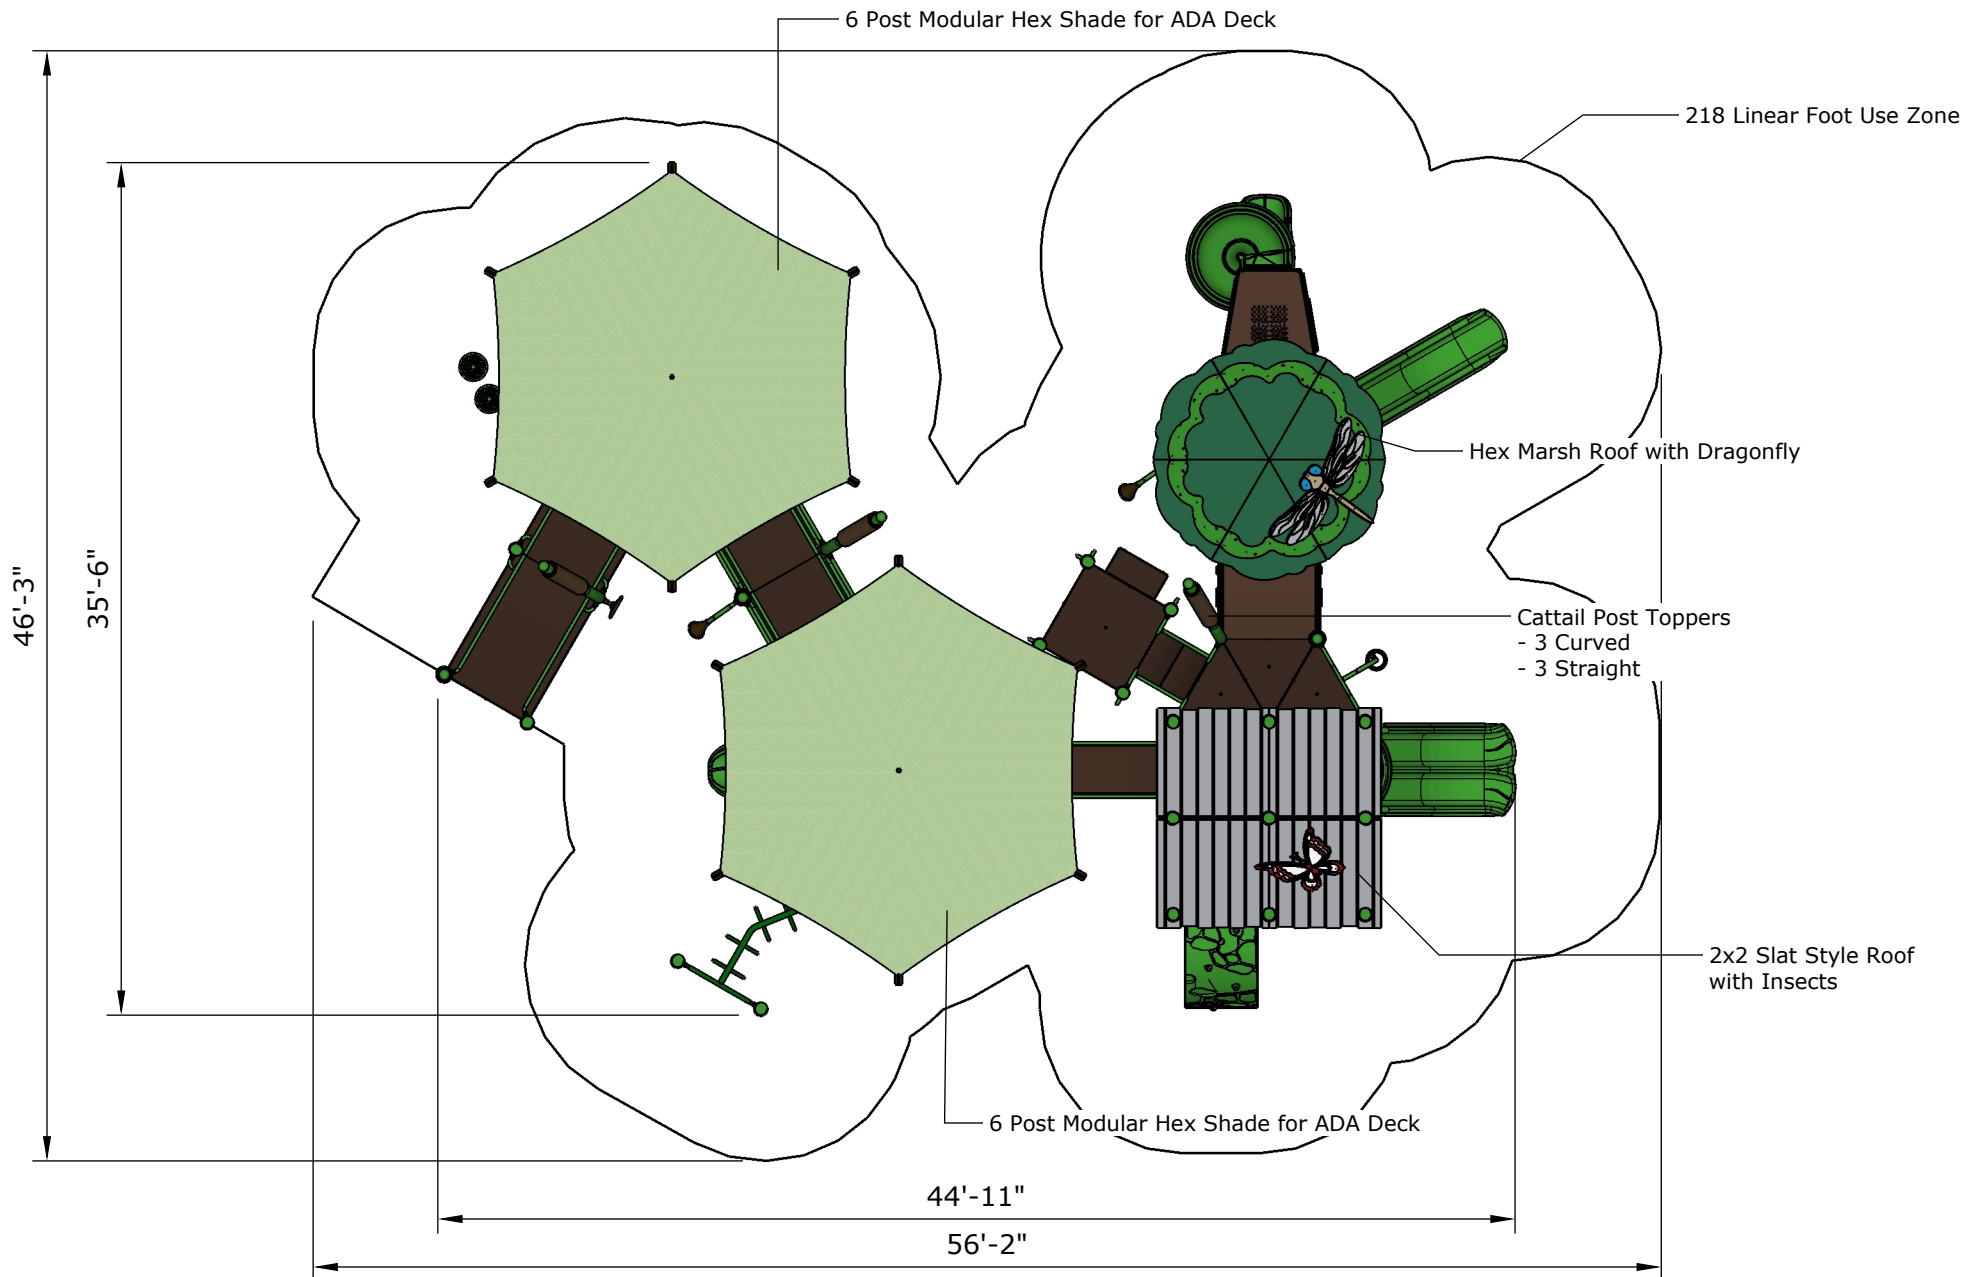 6 Post Modular Hex Shade for ADA Deck
218 Linear Foot Use Zone
Hex Marsh Roof with Dragonfly
46'-3"
35'-6"
Cattail Post Toppers
- 3 Curved
- 3 Straight
2x2 Slat Style Roof
with Insects
6 Post Modular Hex Shade for ADA Deck
44'-11"
56'-2"